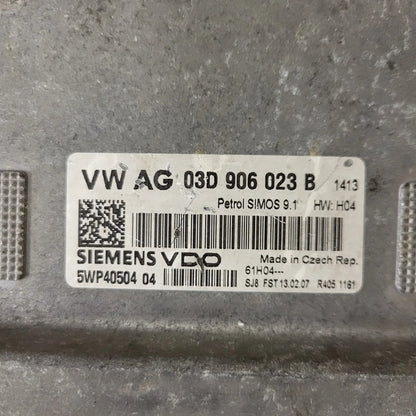 VW AG 03D 906 023 B 1413
Petrol SIMOS 9.1 HW: H04
SIEMENS VDO Made in Czech Rep.
5WP40504 04 61H04---
SJ8 FST 13.02.07 R405 1161